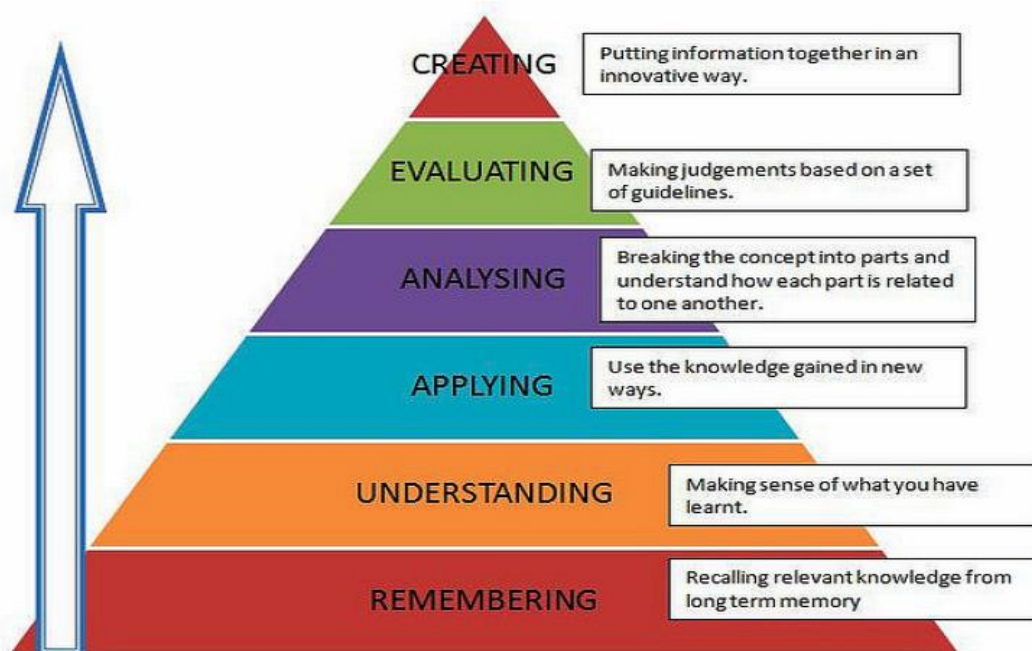 CREATING
Putting information together in an
innovative way.
EVALUATING
Making judgements based on a set
of guidelines.
ANALYSING
Breaking the concept into parts and
understand how each part is related
to one another.
APPLYING
Use the knowledge gained in new
ways.
UNDERSTANDING
Making sense of what you have
learnt.
REMEMBERING
Recalling relevant knowledge from
long term memory